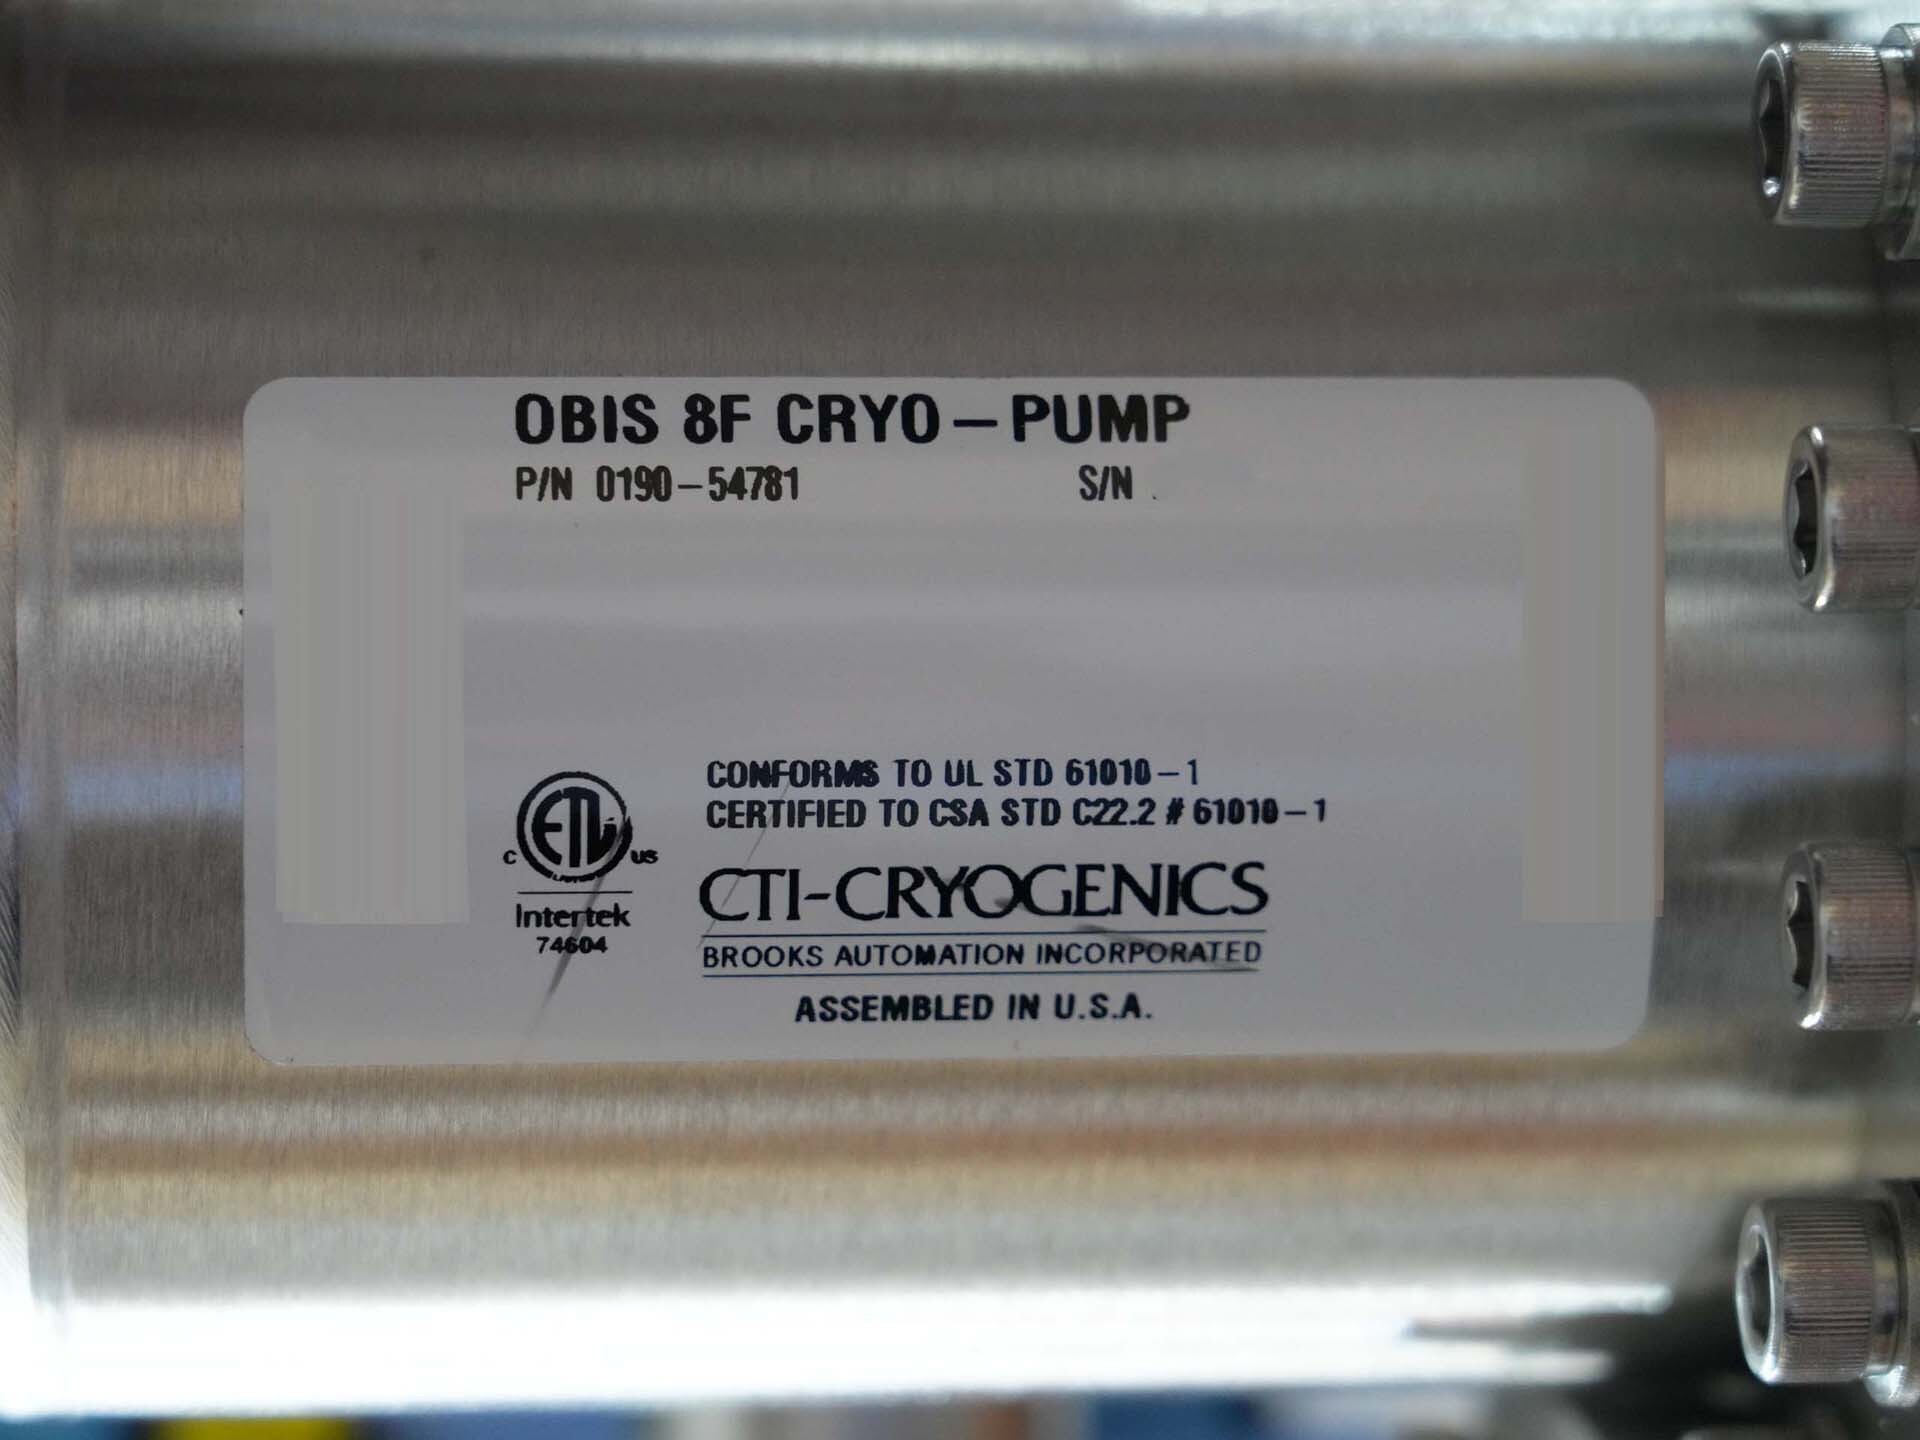 OBIS 8F CRYO-PUMP
P/N 0190-54781 S/N
CONFORMS TO UL STD 61010-1
CERTIFIED TO CSA STD C22.2 # 61010-1
ETL
C US
Intertek
74604
CTI-CRYOGENICS
BROOKS AUTOMATION INCORPORATED
ASSEMBLED IN U.S.A.